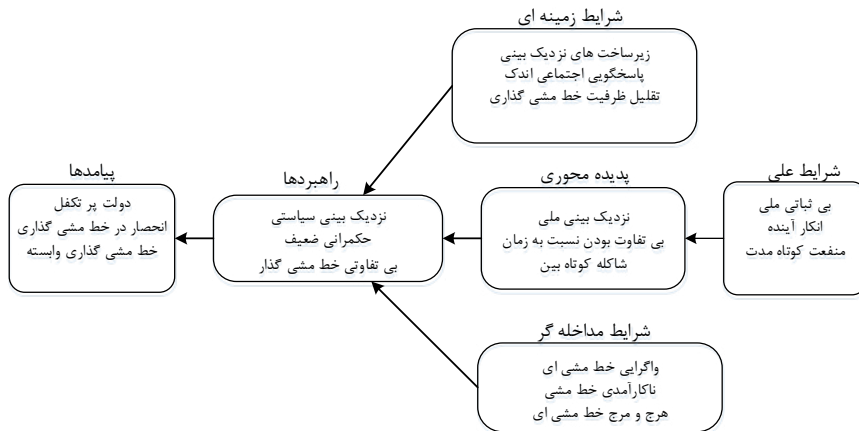 شرایط زمینه ای
زیرساخت های نزدیک بینی
پاسخگویی اجتماعی اندک
تقلیل ظرفیت خط مشی گذاری
شرایط علی
بی ثباتی ملی
انکار آینده
منفعت کوتاه مدت
پدیده محوری
نزدیک بینی ملی
بی تفاوت بودن نسبت به زمان
شاکله کوتاه بین
راهبردها
نزدیک بینی سیاستی
حکمرانی ضعیف
بی تفاوتی خط مشی گذار
پیامدها
دولت پر تکفل
انحصار در خط مشی گذاری
خط مشی گذاری وابسته
شرایط مداخله گر
واگرایی خط مشی ای
ناکارآمدی خط مشی
هرج و مرج خط مشی ای